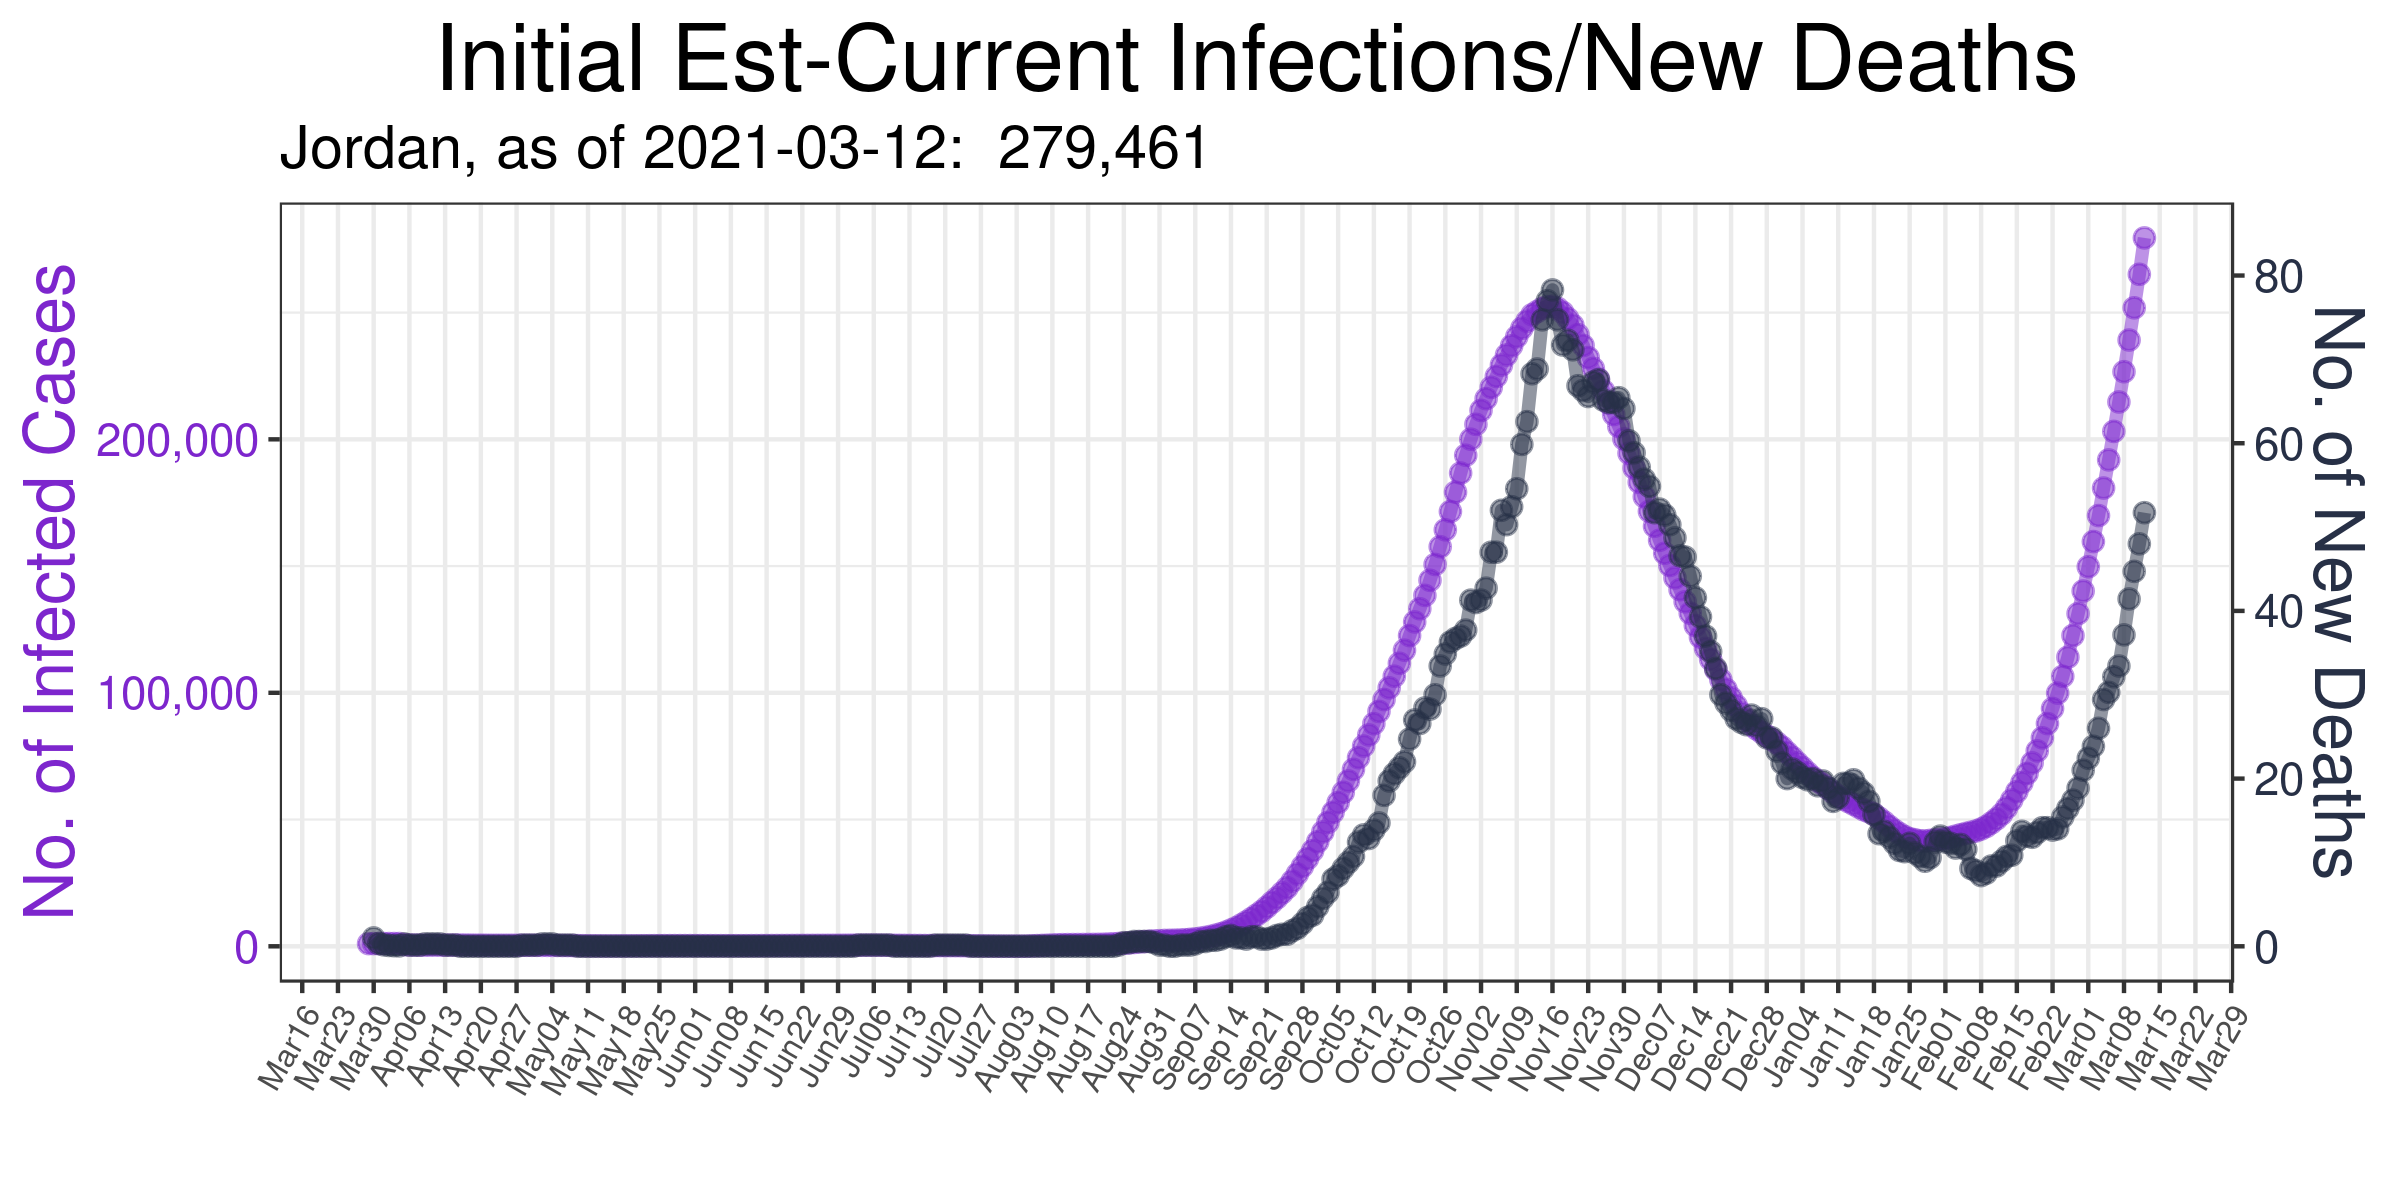 Initial Est-Current Infections/New Deaths
Jordan, as of 2021-03-12:  279,461
No. of Infected Cases
200,000
100,000
0
80
60
40
20
0
No. of New Deaths
Mar16
Mar23
Mar30
Apr06
Apr13
Apr20
Apr27
May04
May11
May18
May25
Jun01
Jun08
Jun15
Jun22
Jun29
Jul06
Jul13
Jul20
Jul27
Aug03
Aug10
Aug17
Aug24
Aug31
Sep07
Sep14
Sep21
Sep28
Oct05
Oct12
Oct19
Oct26
Nov02
Nov09
Nov16
Nov23
Nov30
Dec07
Dec14
Dec21
Dec28
Jan04
Jan11
Jan18
Jan25
Feb01
Feb08
Feb15
Feb22
Mar01
Mar08
Mar15
Mar22
Mar29